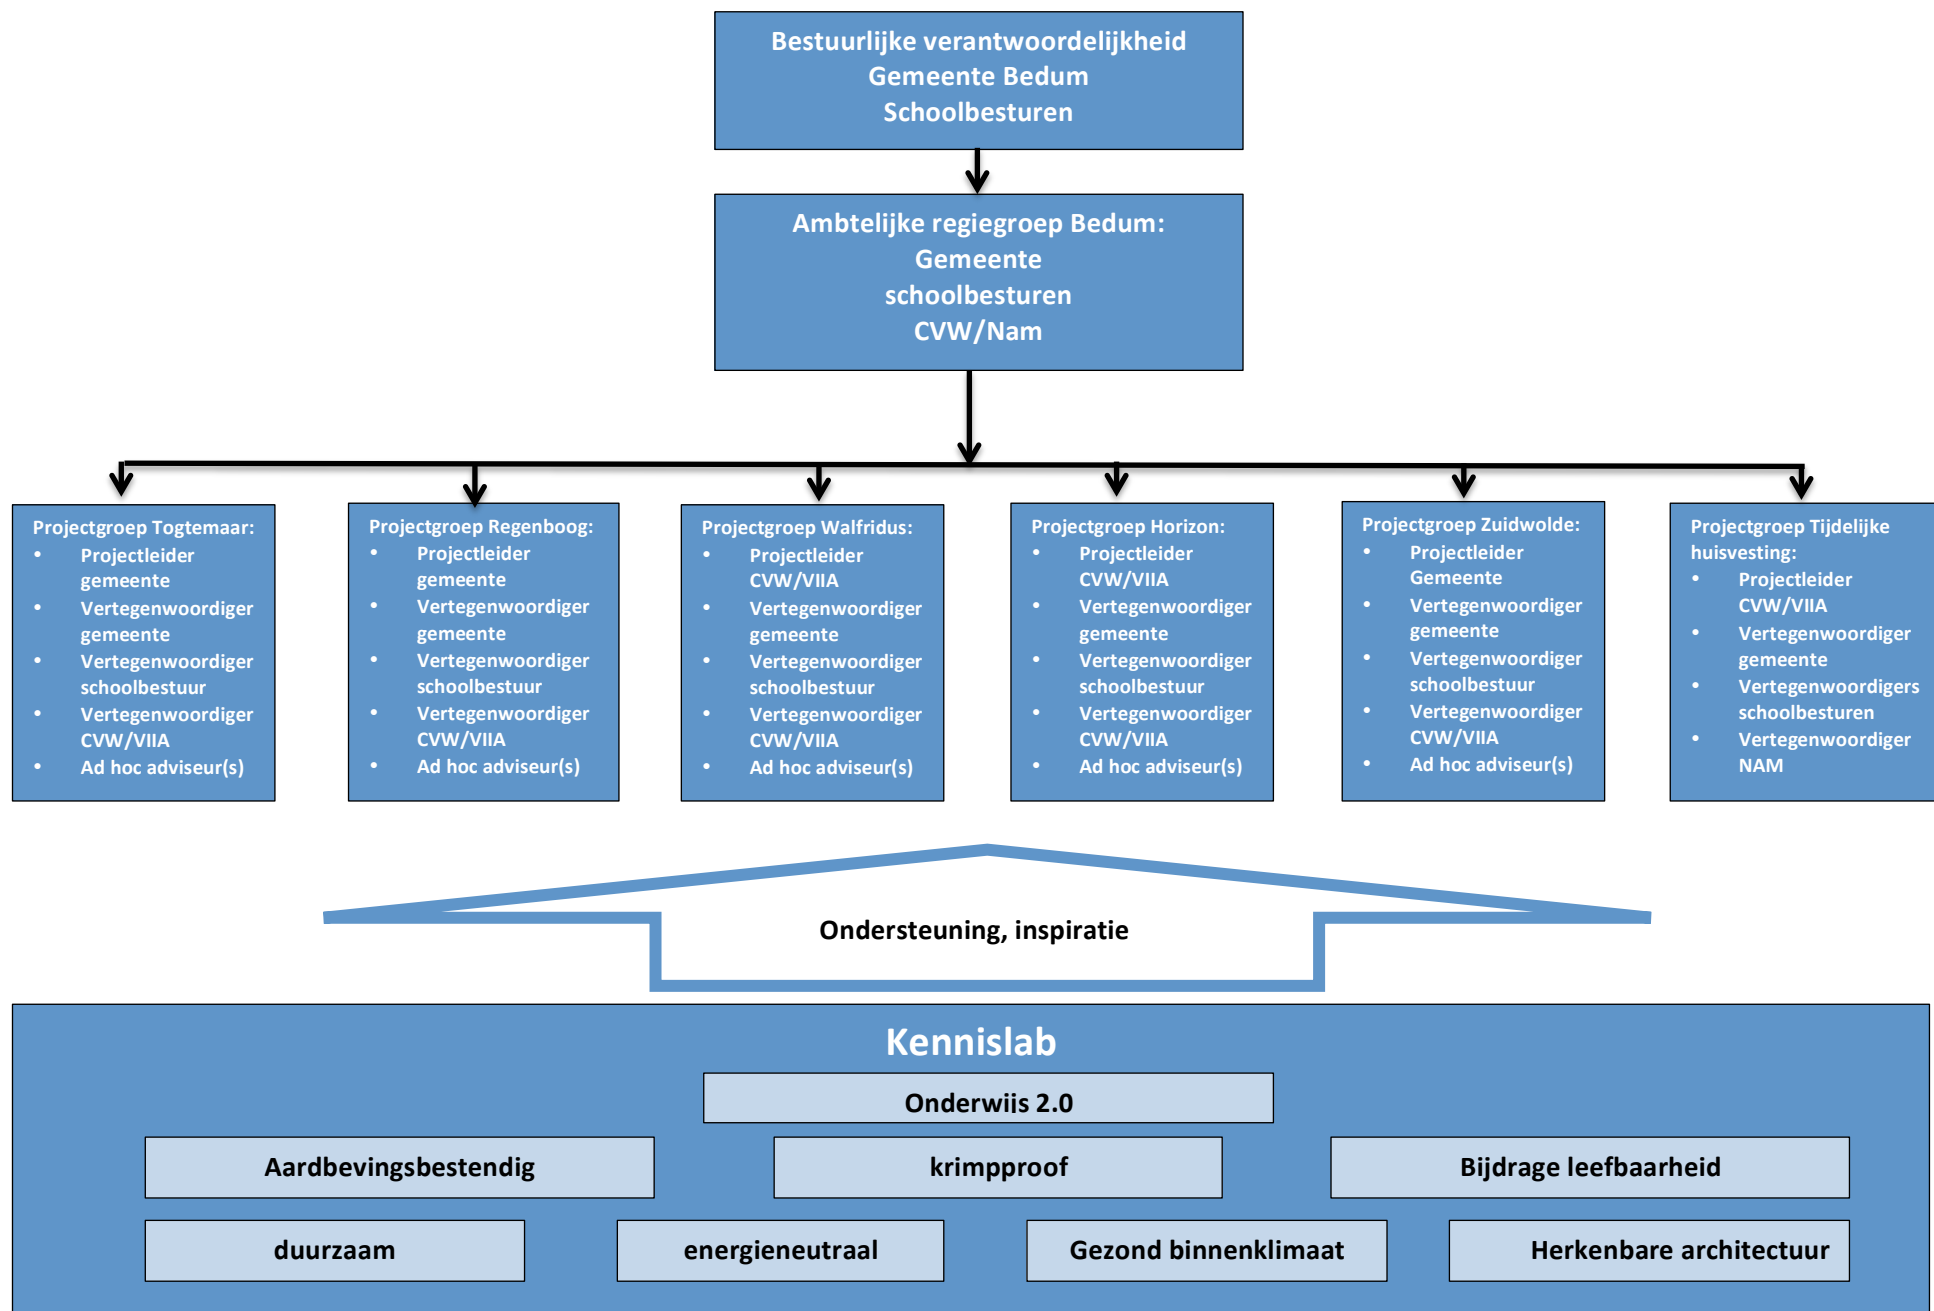 Bestuurlijke verantwoordelijkheid
Gemeente Bedum
Schoolbesturen
Ambtelijke regiegroep Bedum:
Gemeente
schoolbesturen
CVW/Nam
Projectgroep Togtemaar:
• Projectleider
gemeente
• Vertegenwoordiger
gemeente
• Vertegenwoordiger
schoolbestuur
• Vertegenwoordiger
CVW/VIIA
• Ad hoc adviseur(s)
Projectgroep Regenboog:
• Projectleider
gemeente
• Vertegenwoordiger
gemeente
• Vertegenwoordiger
schoolbestuur
• Vertegenwoordiger
CVW/VIIA
• Ad hoc adviseur(s)
Projectgroep Walfridus:
• Projectleider
CVW/VIIA
• Vertegenwoordiger
gemeente
• Vertegenwoordiger
schoolbestuur
• Vertegenwoordiger
CVW/VIIA
• Ad hoc adviseur(s)
Projectgroep Horizon:
• Projectleider
CVW/VIIA
• Vertegenwoordiger
gemeente
• Vertegenwoordiger
schoolbestuur
• Vertegenwoordiger
CVW/VIIA
• Ad hoc adviseur(s)
Projectgroep Zuidwolde:
• Projectleider
Gemeente
• Vertegenwoordiger
gemeente
• Vertegenwoordiger
schoolbestuur
• Vertegenwoordiger
CVW/VIIA
• Ad hoc adviseur(s)
Projectgroep Tijdelijke
huisvesting:
• Projectleider
CVW/VIIA
• Vertegenwoordiger
gemeente
• Vertegenwoordigers
schoolbesturen
• Vertegenwoordiger
NAM
Ondersteuning, inspiratie
Kennislab
Onderwijs 2.0
Aardbevingsbestendig
krimpproof
Bijdrage leefbaarheid
duurzaam
energieneutraal
Gezond binnenklimaat
Herkenbare architectuur